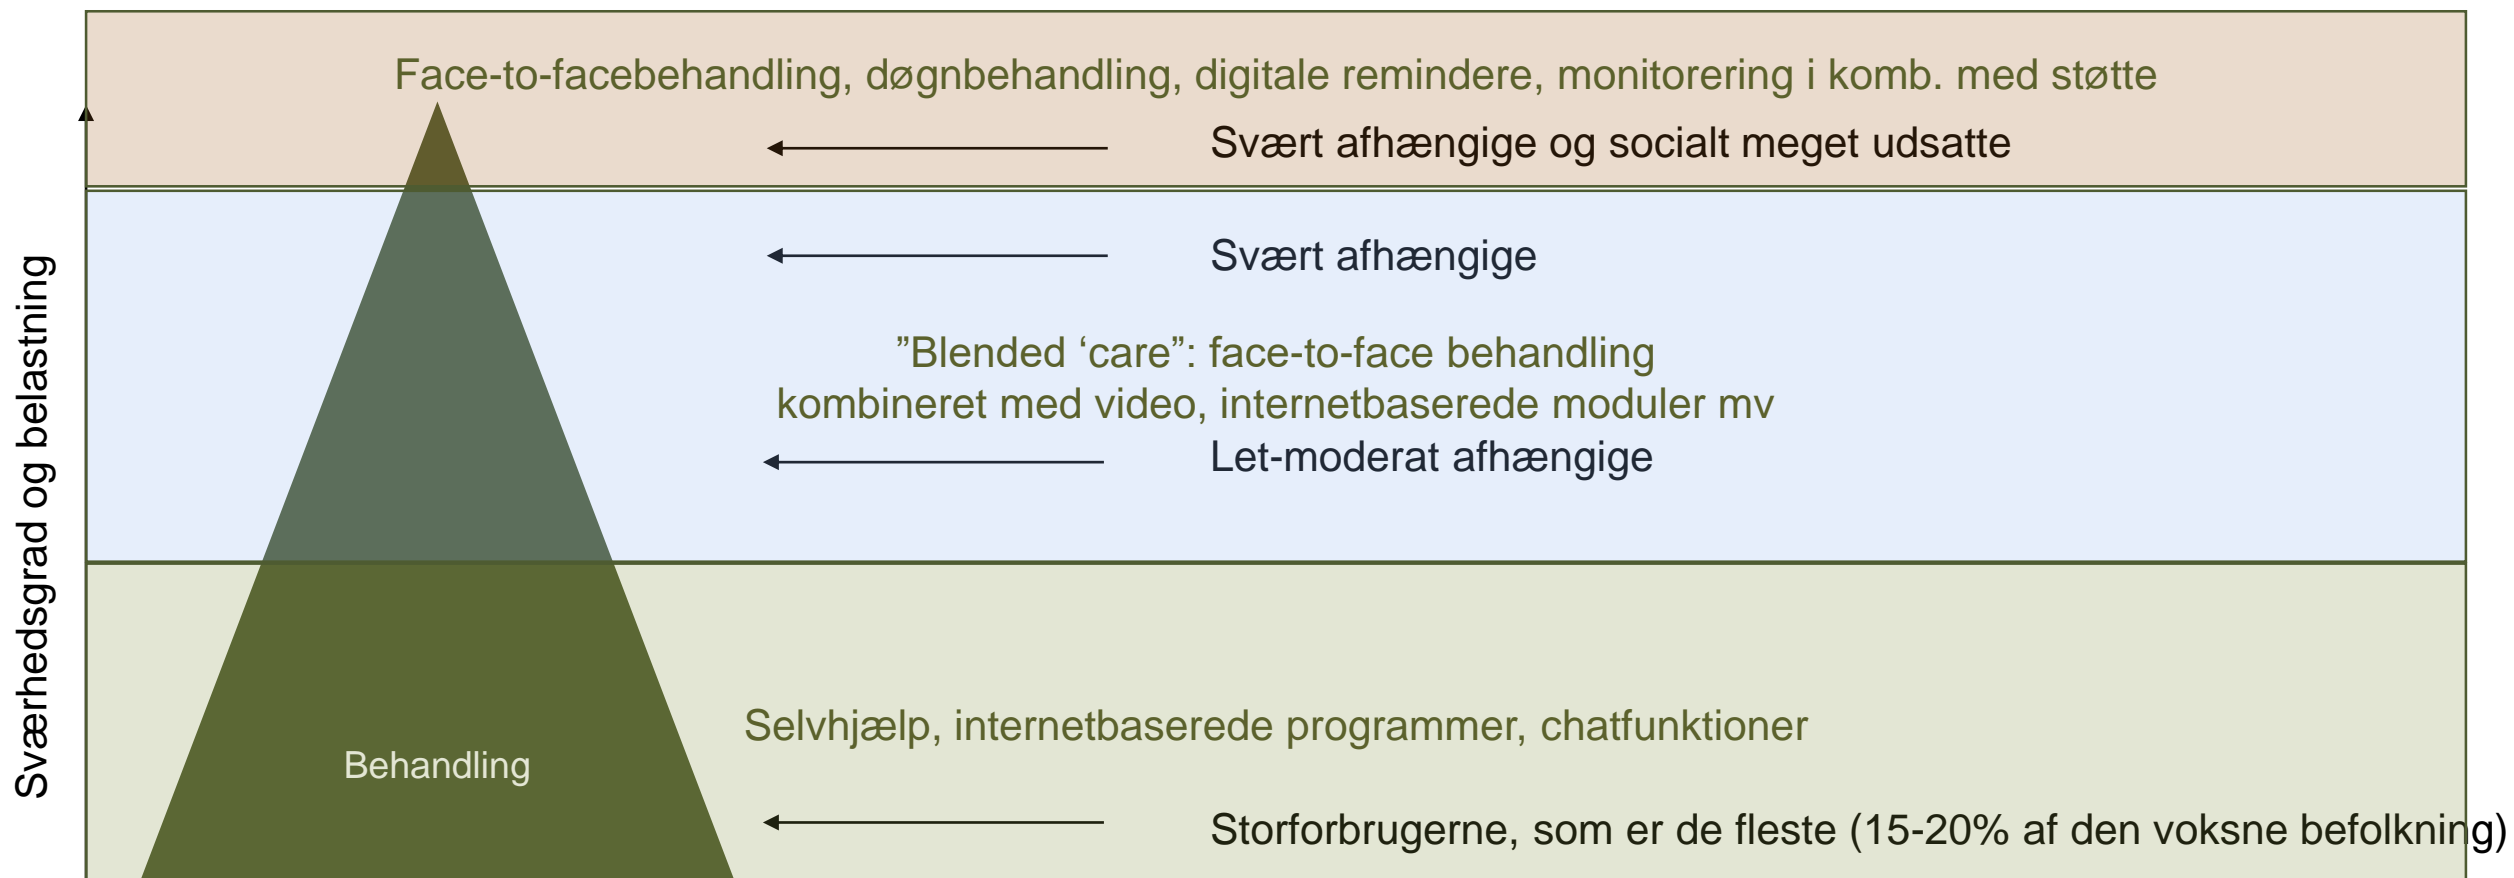 Face-to-facebehandling, døgnbehandling, digitale remindere, monitorering i komb. med støtte
Svært afhængige og socialt meget udsatte
Sværhedsgrad og belastning
Svært afhængige
”Blended ‘care”: face-to-face behandling
kombineret med video, internetbaserede moduler mv
Let-moderat afhængige
Selvhjælp, internetbaserede programmer, chatfunktioner
Behandling
Storforbrugerne, som er de fleste (15-20% af den voksne befolkning)